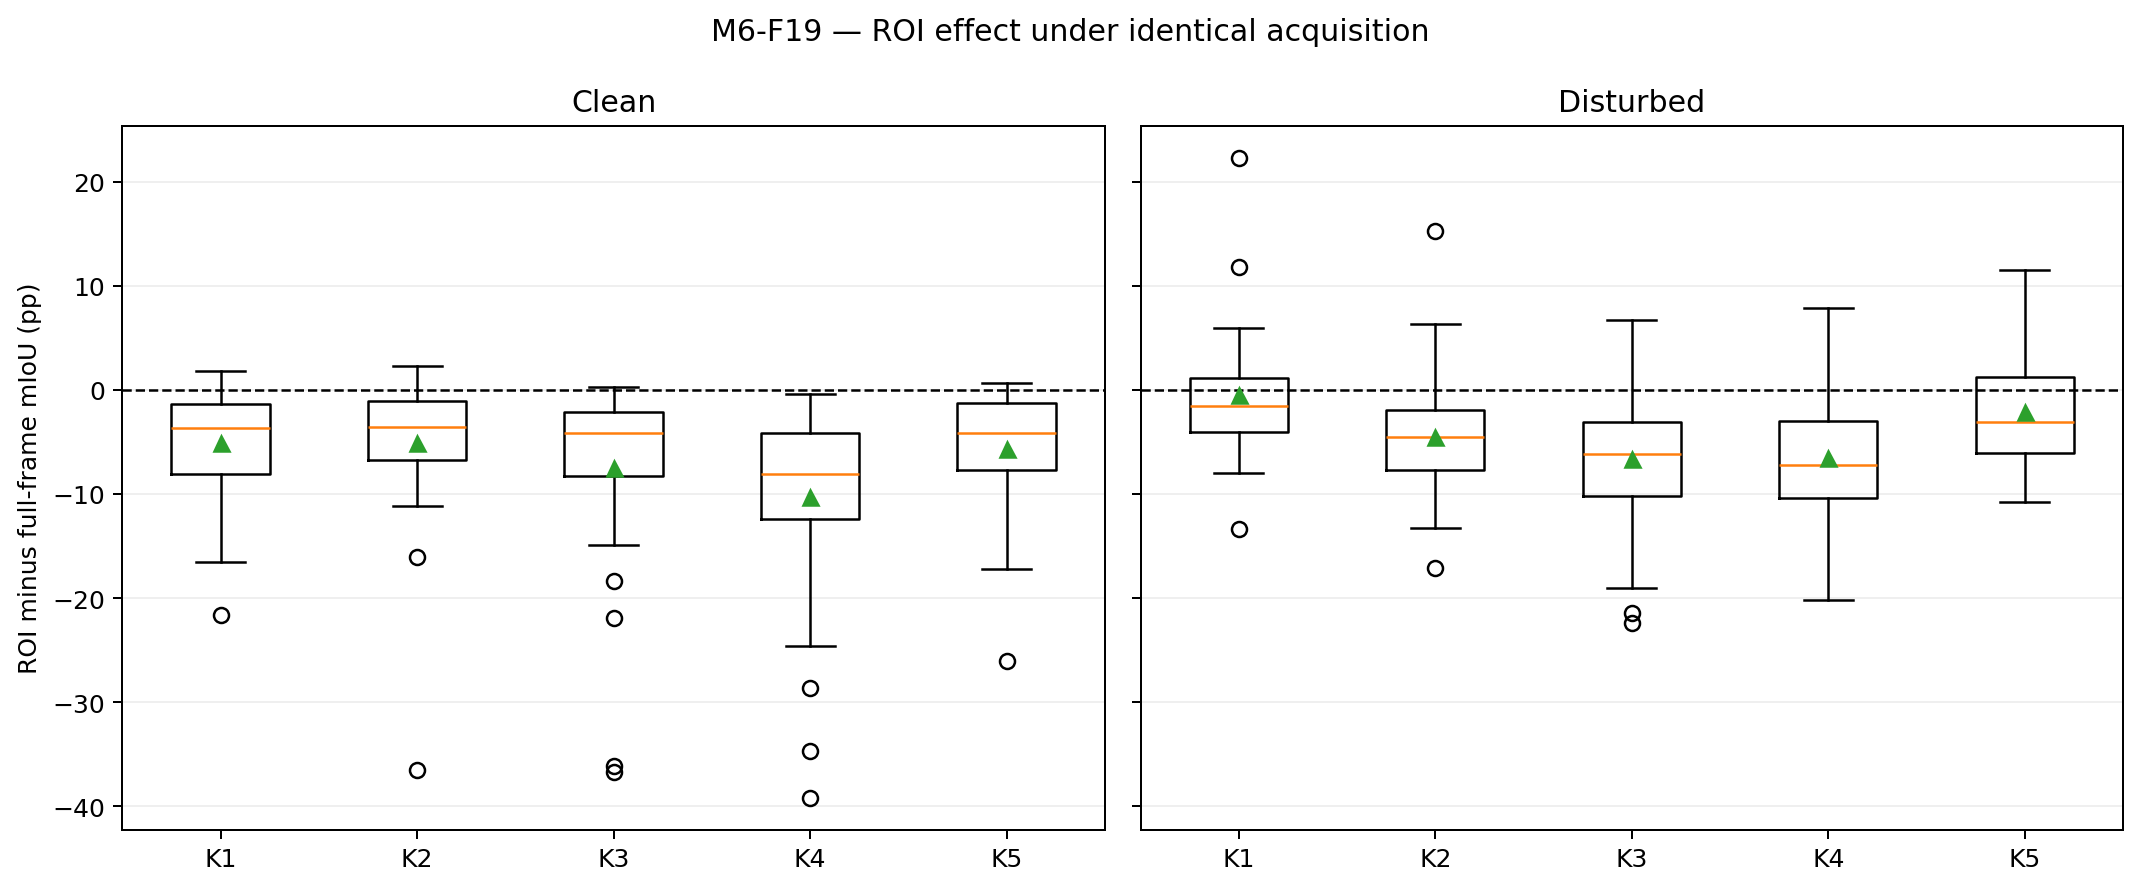 M6-F19 — ROI effect under identical acquisition
Clean
Disturbed
ROI minus full-frame mIoU (pp)
20
10
0
−10
−20
−30
−40
K1 K2 K3 K4 K5
K1 K2 K3 K4 K5